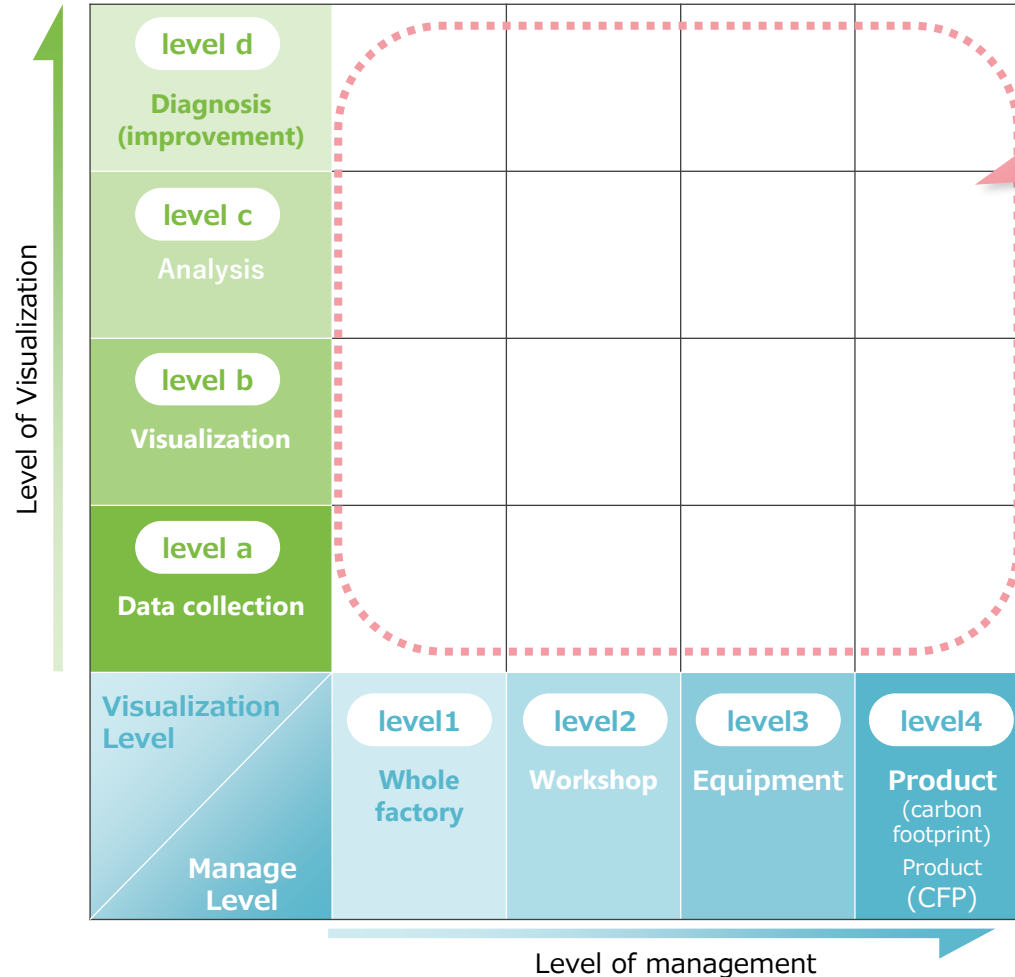 Level of Visualization
level d
Diagnosis
(improvement)
level c
Analysis
level b
Visualization
level a
Data collection
Visualization
Level
Manage
Level
level1
Whole
factory
level2
Workshop
level3
Equipment
level4
Product
(carbon
footprint)
Product
(CFP)
Level of management